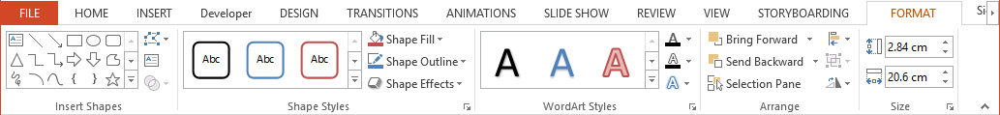 FILE HOME INSERT Developer DESIGN TRANSITIONS ANIMATIONS SLIDE SHOW REVIEW VIEW STORYBOARDING FORMAT
Abc Abc Abc
Shape Fill
Shape Outline
Shape Effects
A A A
A
A
A
Bring Forward
Send Backward
Selection Pane
2.84 cm
20.6 cm
Insert Shapes Shape Styles WordArt Styles Arrange Size